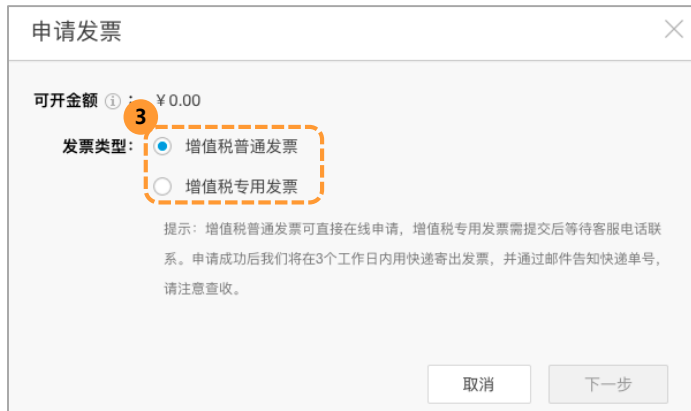 申请发票
可开金额 ⓘ : ¥0.00
3
发票类型: 增值税普通发票
增值税专用发票
提示：增值税普通发票可直接在线申请，增值税专用发票需提交后等待客服电话联
系。申请成功后我们将在3个工作日内用快递寄出发票，并通过邮件告知快递单号，
请注意查收。
取消 下一步